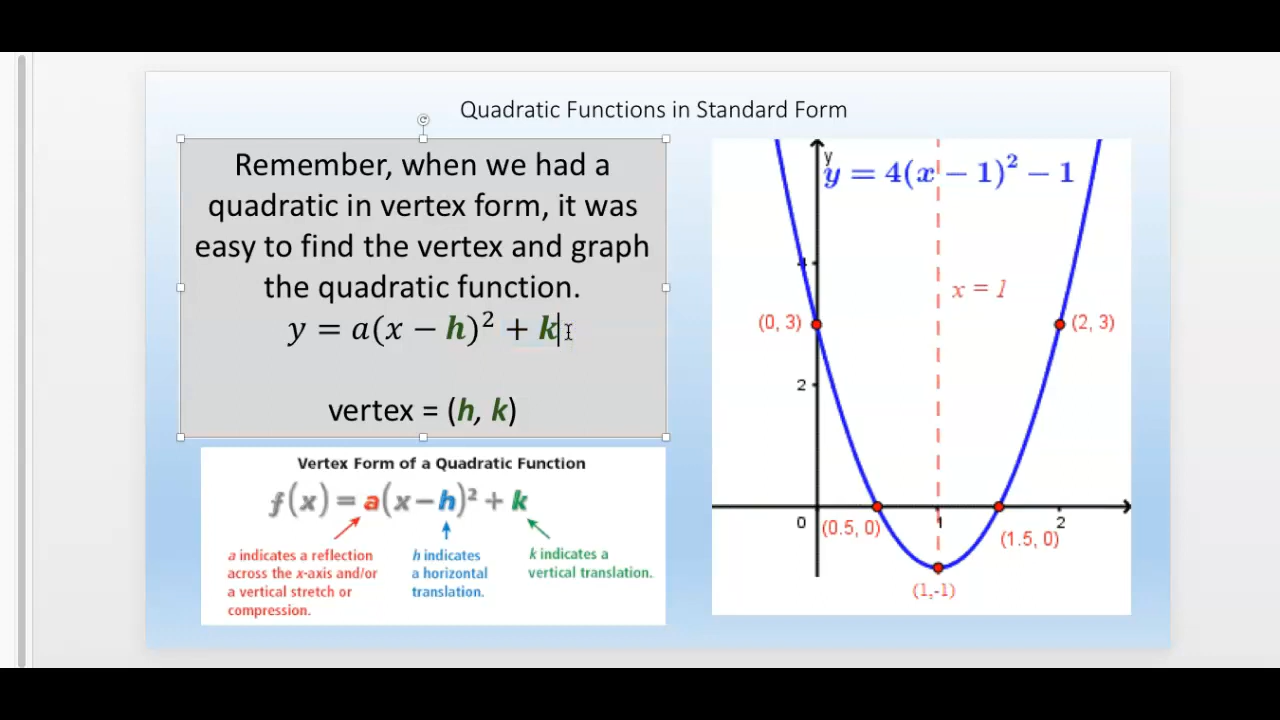 Quadratic Functions in Standard Form
Remember, when we had a
quadratic in vertex form, it was
easy to find the vertex and graph
the quadratic function.
y = a(x − h)² + k
vertex = (h, k)
Vertex Form of a Quadratic Function
f(x) = a(x−h)² + k
a indicates a reflection
across the x-axis and/or
a vertical stretch or
compression.
h indicates
a horizontal
translation.
k indicates a
vertical translation.
y
y = 4(x − 1)² − 1
4
x = 1
(0, 3)
(2, 3)
2
0
(0.5, 0)
1
2
(1.5, 0)
(1,-1)